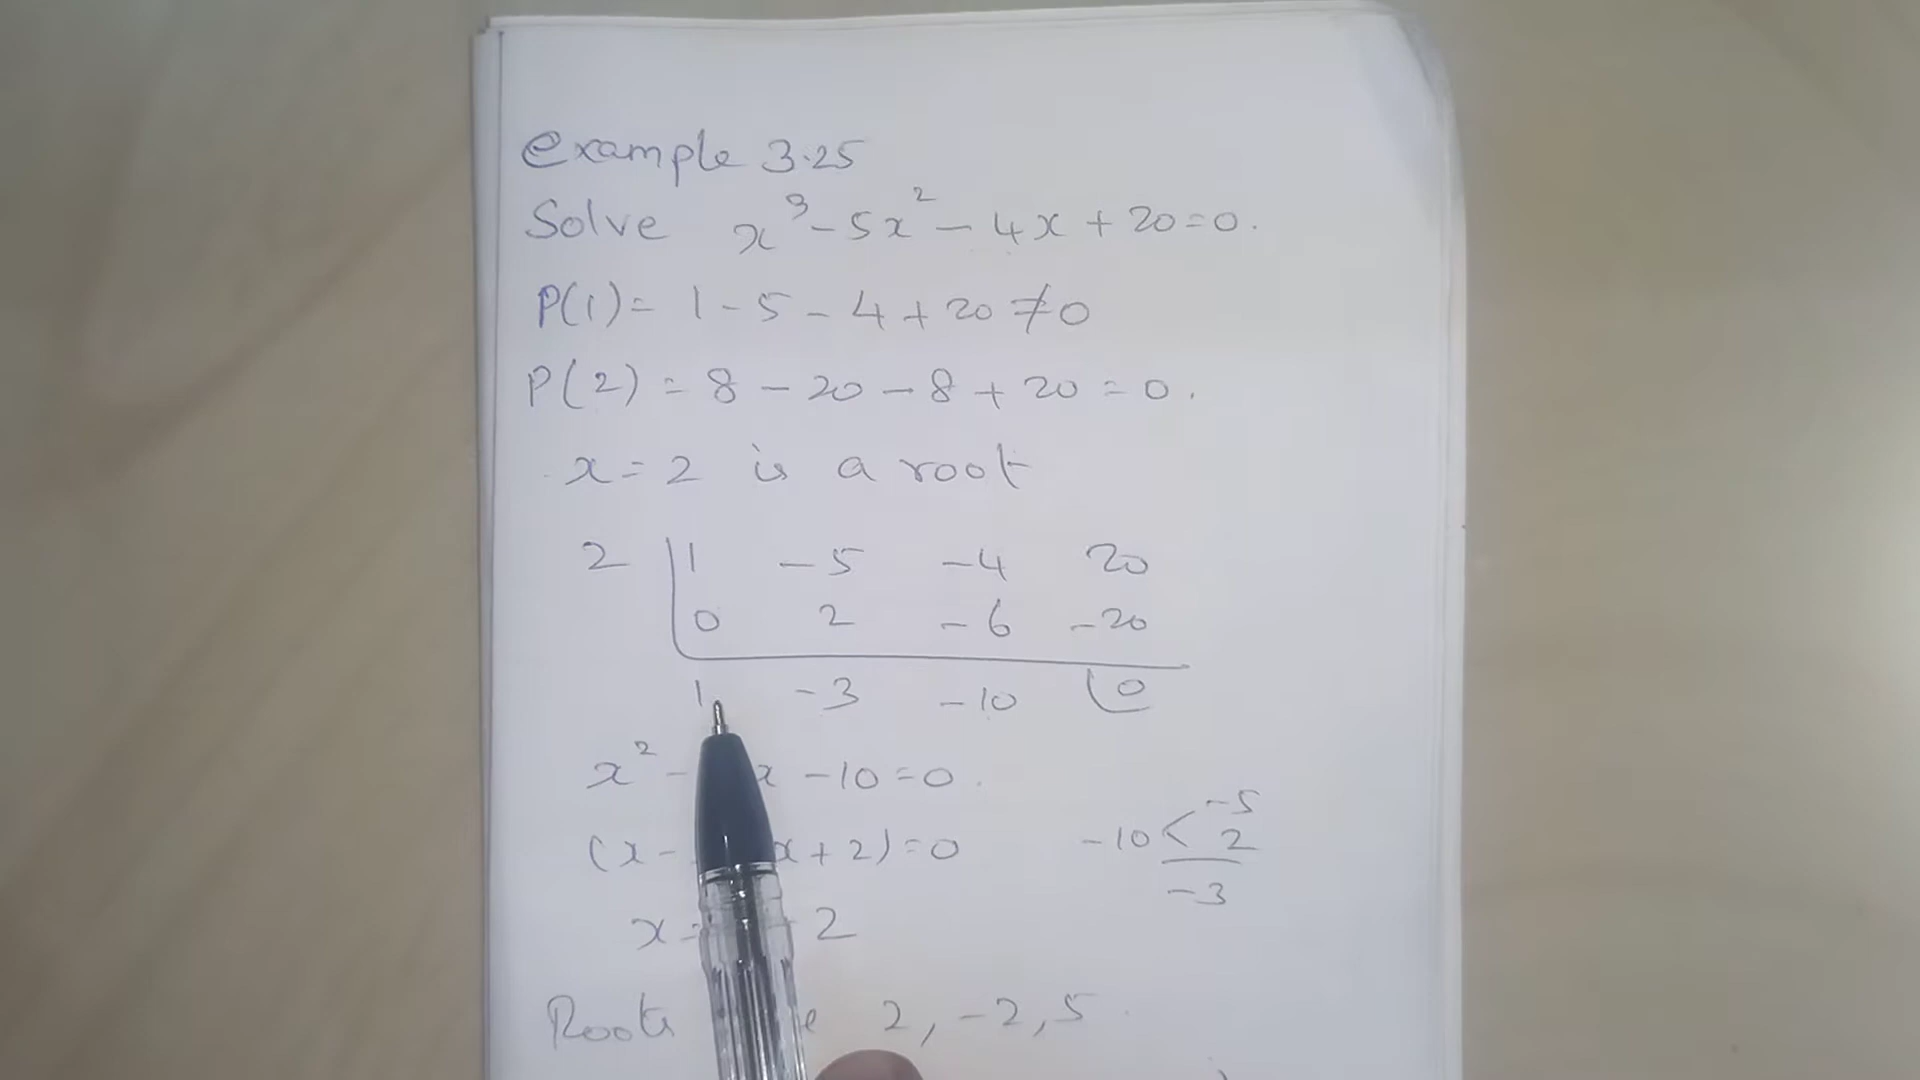 example 3.25
Solve x³ - 5x² - 4x + 20 = 0.
P(1) = 1 - 5 - 4 + 20 ≠ 0
P(2) = 8 - 20 - 8 + 20 = 0.
x = 2 is a root
2 | 1 -5 -4 20
0 2 -6 -20
1 -3 -10 0
x² - x - 10 = 0.
(x - x + 2) = 0
-10 < -5
2
-3
x = 2
Roots 2, -2, 5.